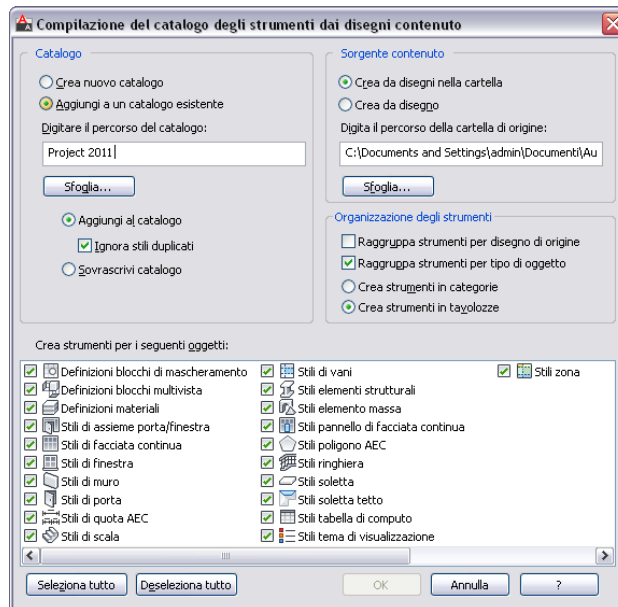 Compilazione del catalogo degli strumenti dai disegni contenuto
Catalogo
Crea nuovo catalogo
Aggiungi a un catalogo esistente
Digitare il percorso del catalogo:
Project 2011
Sfoglia...
Aggiungi al catalogo
Ignora stili duplicati
Sovrascrivi catalogo
Sorgente contenuto
Crea da disegni nella cartella
Crea da disegno
Digita il percorso della cartella di origine:
C:\Documents and Settings\admin\Documenti\Au
Sfoglia...
Organizzazione degli strumenti
Raggruppa strumenti per disegno di origine
Raggruppa strumenti per tipo di oggetto
Crea strumenti in categorie
Crea strumenti in tavolozze
Crea strumenti per i seguenti oggetti:
Definizioni blocchi di mascheramento
Definizioni blocchi multivista
Definizioni materiali
Stili di assieme porta/finestra
Stili di facciata continua
Stili di finestra
Stili di muro
Stili di porta
Stili di quota AEC
Stili di scala
Stili di vani
Stili elementi strutturali
Stili elemento massa
Stili pannello di facciata continua
Stili poligono AEC
Stili ringhiera
Stili soletta
Stili soletta tetto
Stili tabella di computo
Stili tema di visualizzazione
Stili zona
Seleziona tutto
Deseleziona tutto
OK
Annulla
?